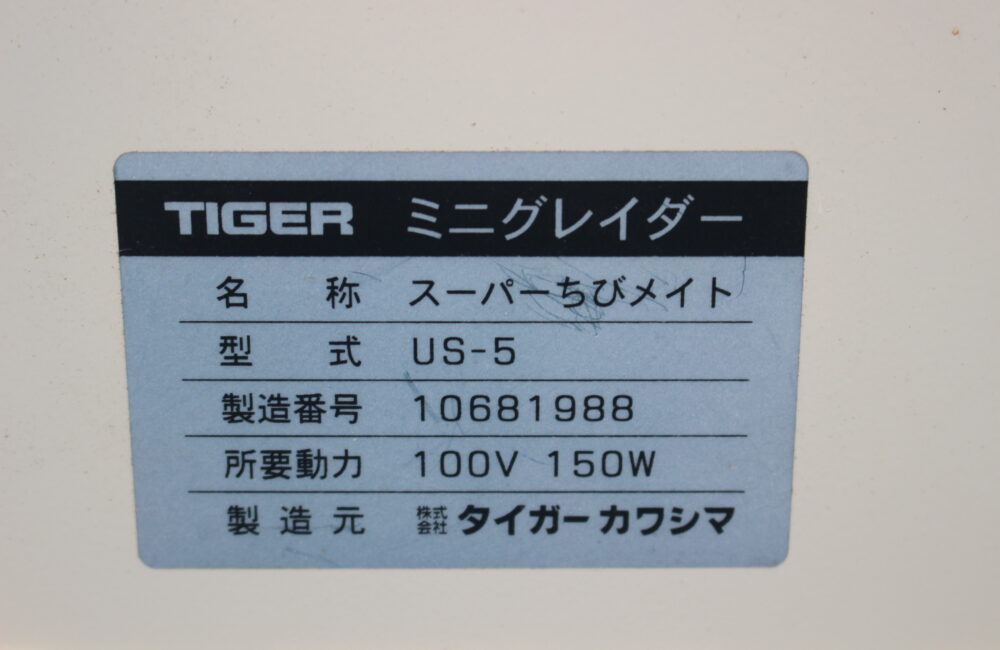 TIGER ミニグレイダー
名称 スーパーちびメイト
型式 US-5
製造番号 10681988
所要動力 100V 150W
製造元 株式会社 タイガーカワシマ